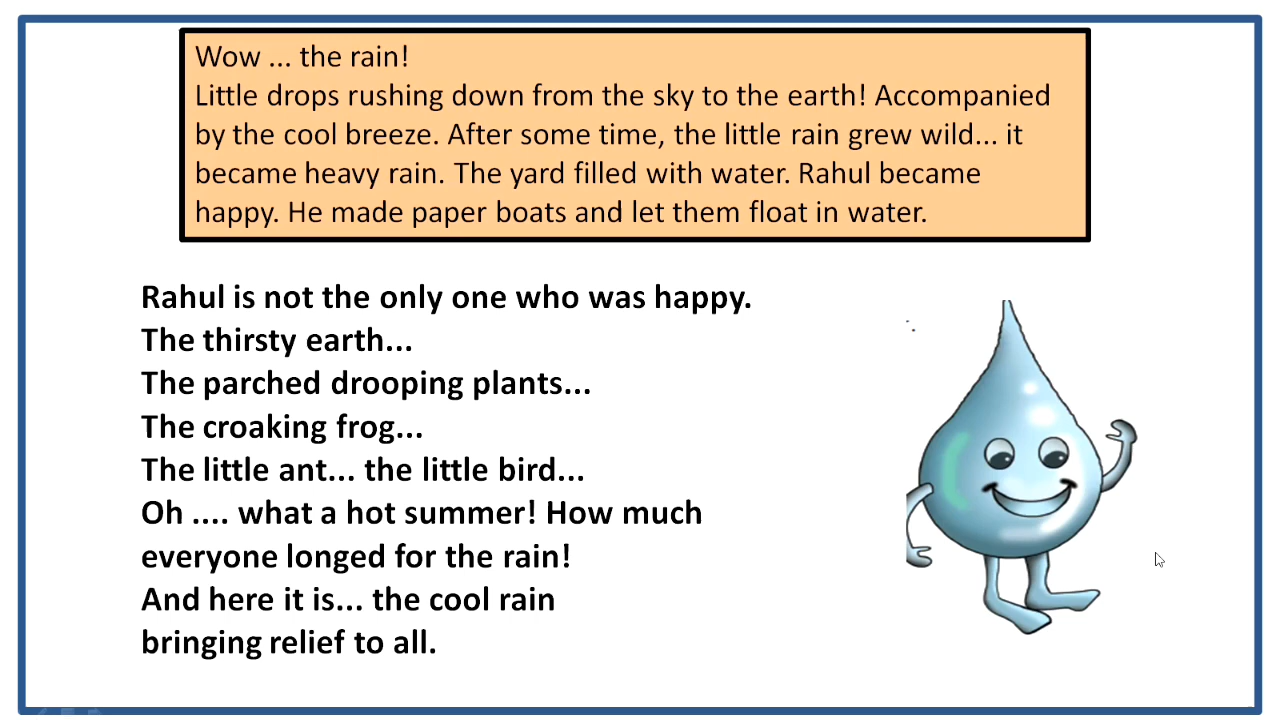 Wow ... the rain!
Little drops rushing down from the sky to the earth! Accompanied
by the cool breeze. After some time, the little rain grew wild... it
became heavy rain. The yard filled with water. Rahul became
happy. He made paper boats and let them float in water.
Rahul is not the only one who was happy.
The thirsty earth...
The parched drooping plants...
The croaking frog...
The little ant... the little bird...
Oh .... what a hot summer! How much
everyone longed for the rain!
And here it is... the cool rain
bringing relief to all.